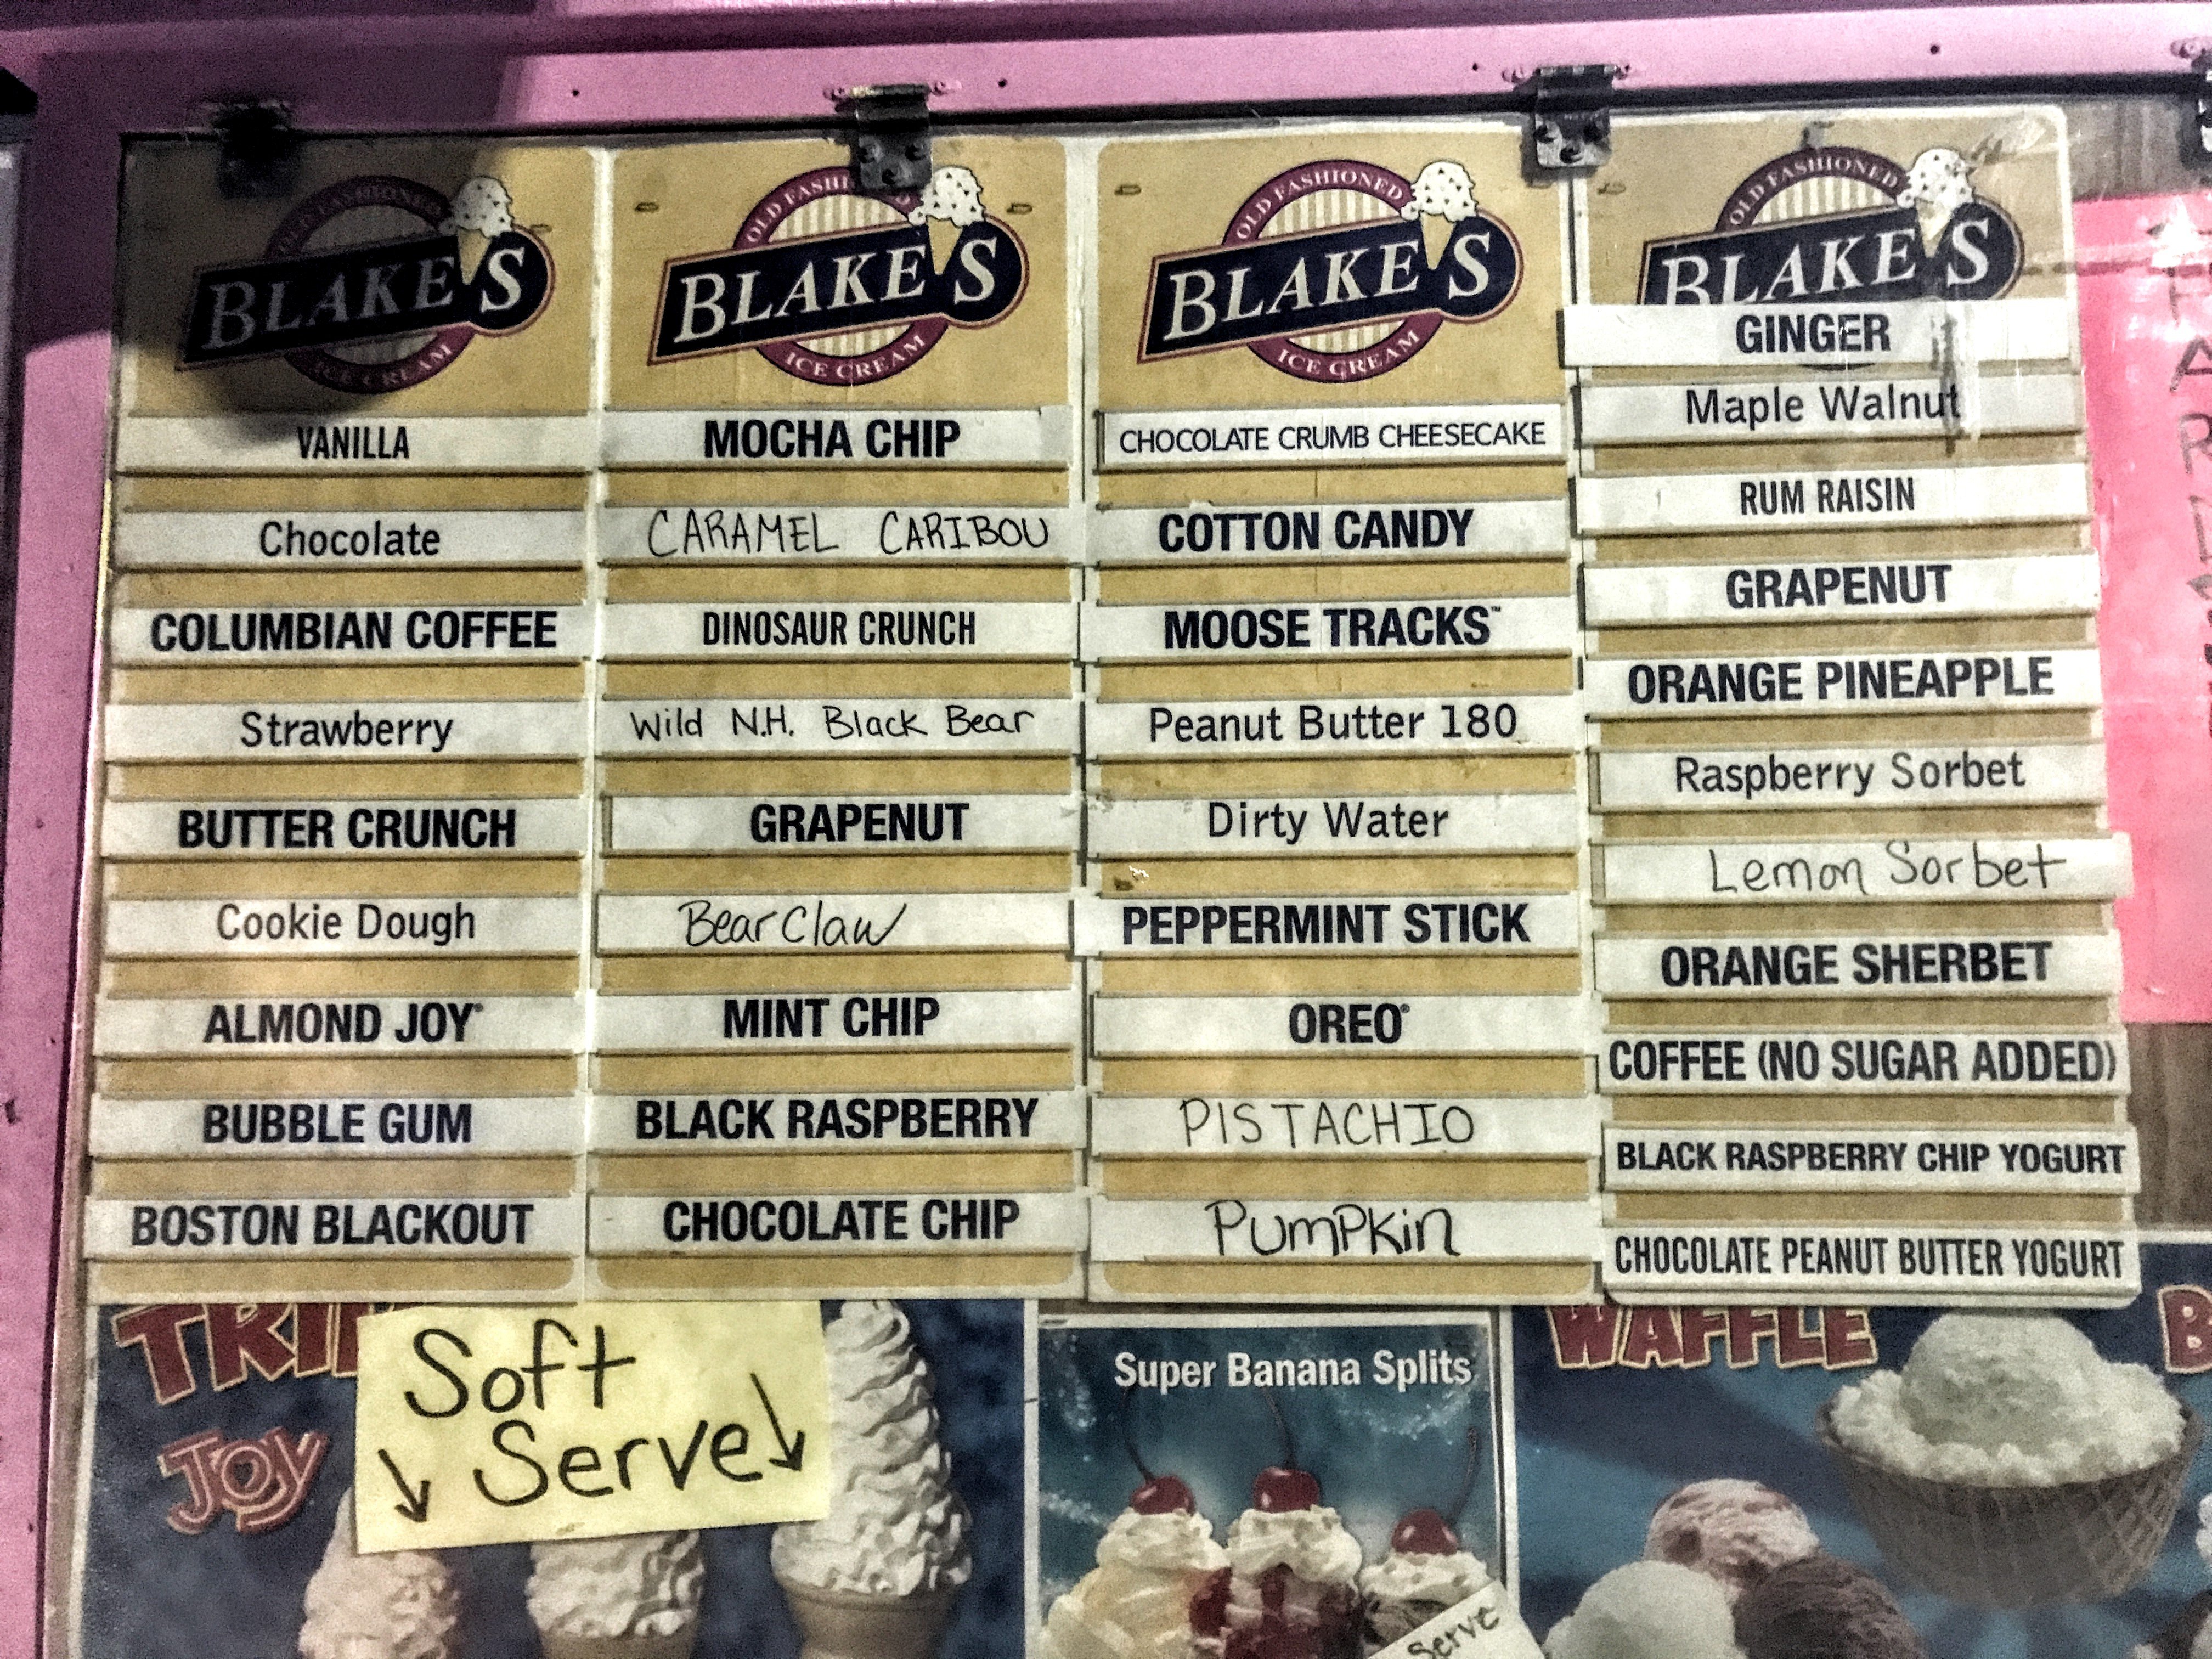 OLD FASHIONED
BLAKE'S
ICE CREAM
VANILLA
Chocolate
COLUMBIAN COFFEE
Strawberry
BUTTER CRUNCH
Cookie Dough
ALMOND JOY®
BUBBLE GUM
BOSTON BLACKOUT
OLD FASHIONED
BLAKE'S
ICE CREAM
MOCHA CHIP
CARAMEL CARIBOU
DINOSAUR CRUNCH
Wild N.H. Black Bear
GRAPENUT
Bear Claw
MINT CHIP
BLACK RASPBERRY
CHOCOLATE CHIP
OLD FASHIONED
BLAKE'S
ICE CREAM
CHOCOLATE CRUMB CHEESECAKE
COTTON CANDY
MOOSE TRACKS™
Peanut Butter 180
Dirty Water
PEPPERMINT STICK
OREO®
PISTACHIO
PUMPKin
OLD FASHIONED
BLAKE'S
GINGER
Maple Walnut
RUM RAISIN
GRAPENUT
ORANGE PINEAPPLE
Raspberry Sorbet
Lemon Sorbet
ORANGE SHERBET
COFFEE (NO SUGAR ADDED)
BLACK RASPBERRY CHIP YOGURT
CHOCOLATE PEANUT BUTTER YOGURT
JOY
Soft
Serve
Super Banana Splits
Serve
WAFFLE